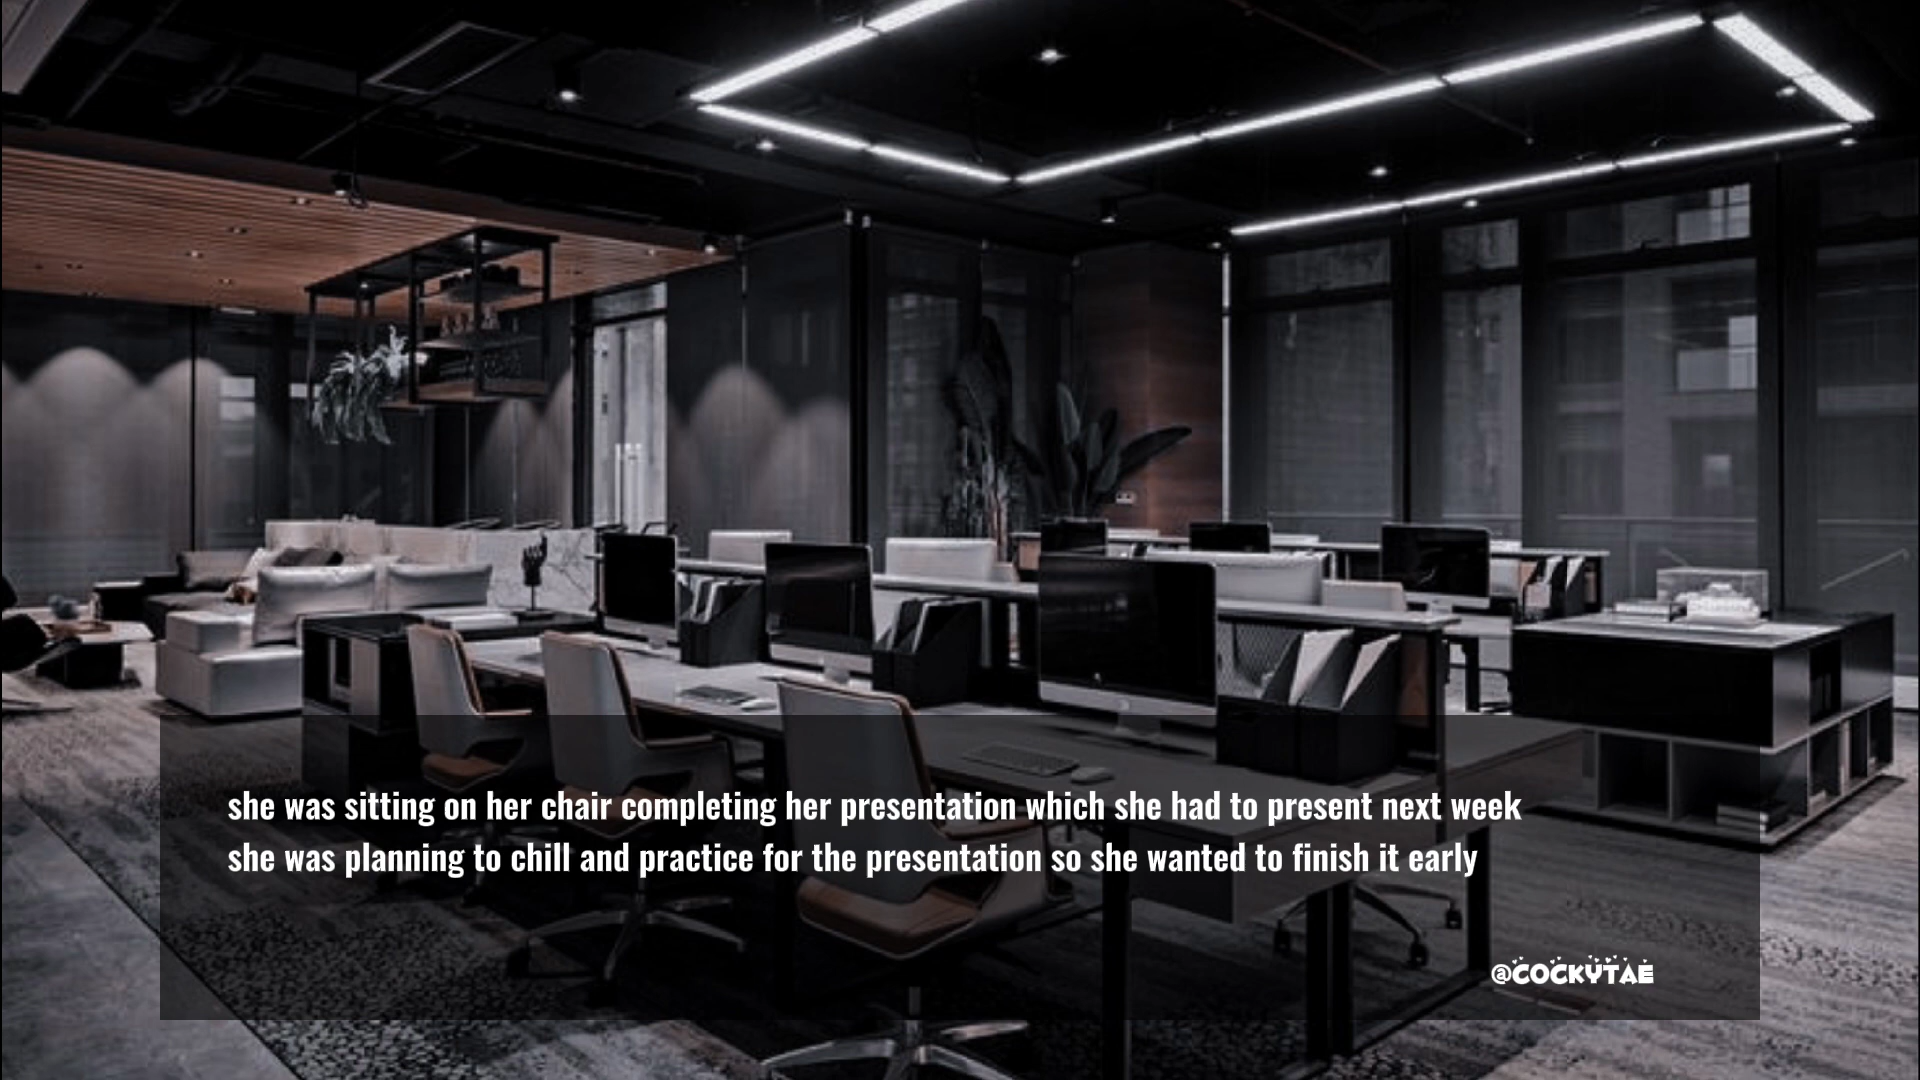 she was sitting on her chair completing her presentation which she had to present next week
she was planning to chill and practice for the presentation so she wanted to finish it early
@COCKYTAE